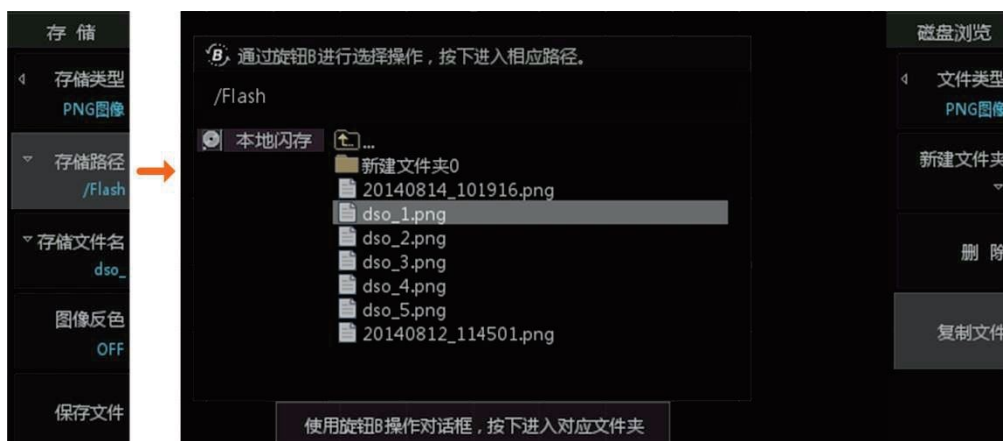 存 储
存储类型
PNG图像
存储路径
/Flash
存储文件名
dso_
图像反色
OFF
保存文件
B, 通过旋钮B进行选择操作，按下进入相应路径。
/Flash
本地闪存
...
新建文件夹0
20140814_101916.png
dso_1.png
dso_2.png
dso_3.png
dso_4.png
dso_5.png
20140812_114501.png
使用旋钮B操作对话框，按下进入对应文件夹
磁盘浏览
文件类型
PNG图像
新建文件夹
删 除
复制文件